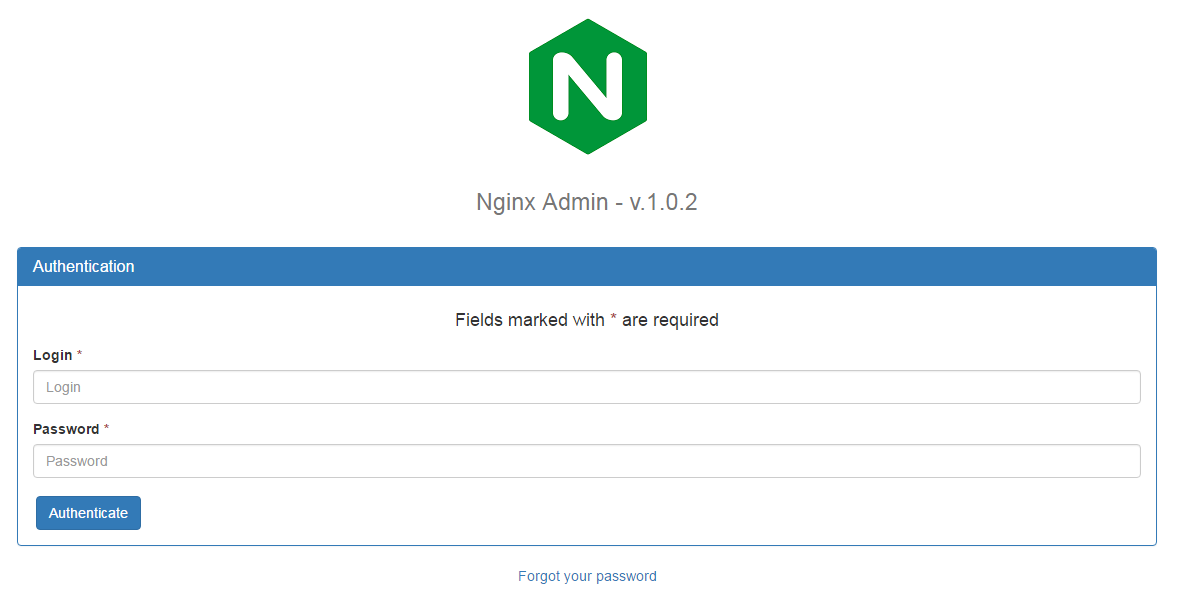 N
Nginx Admin - v.1.0.2
Authentication
Fields marked with * are required
Login *
Login
Password *
Password
Authenticate
Forgot your password